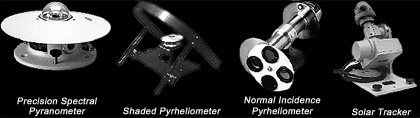 Precision Spectral
Pyranometer
Shaded Pyrheliometer
Normal Incidence
Pyrheliometer
Solar Tracker